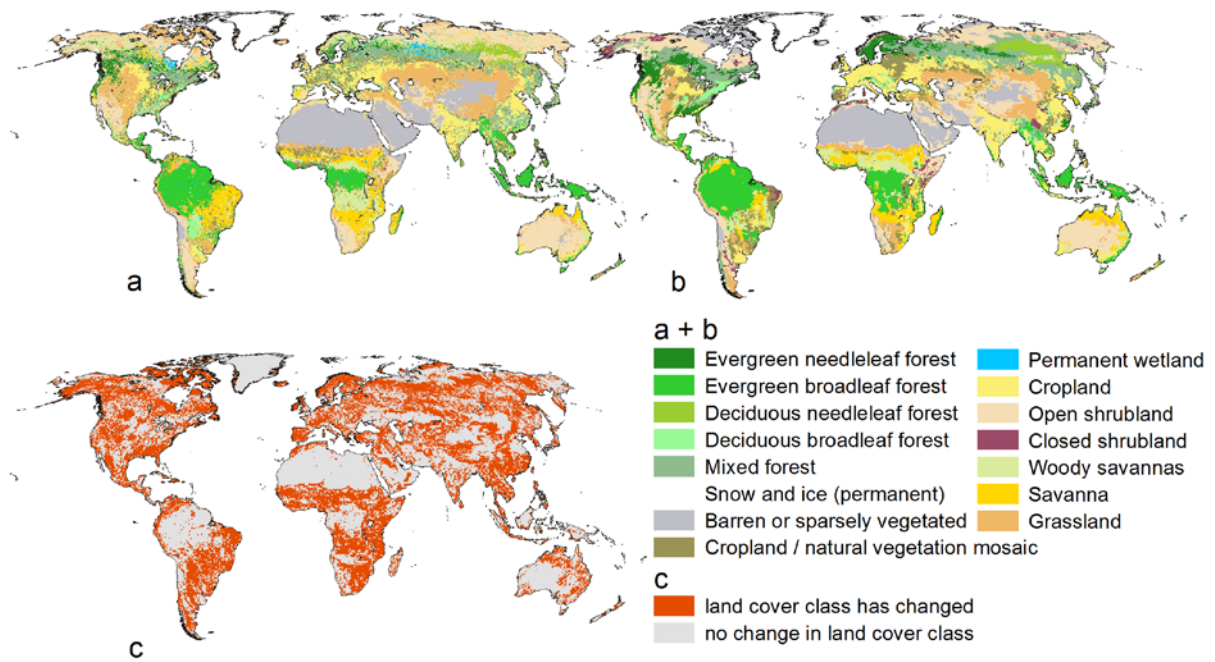 a
b
a + b
Evergreen needleleaf forest
Evergreen broadleaf forest
Deciduous needleleaf forest
Deciduous broadleaf forest
Mixed forest
Snow and ice (permanent)
Barren or sparsely vegetated
Cropland / natural vegetation mosaic
Permanent wetland
Cropland
Open shrubland
Closed shrubland
Woody savannas
Savanna
Grassland
c
land cover class has changed
no change in land cover class
c